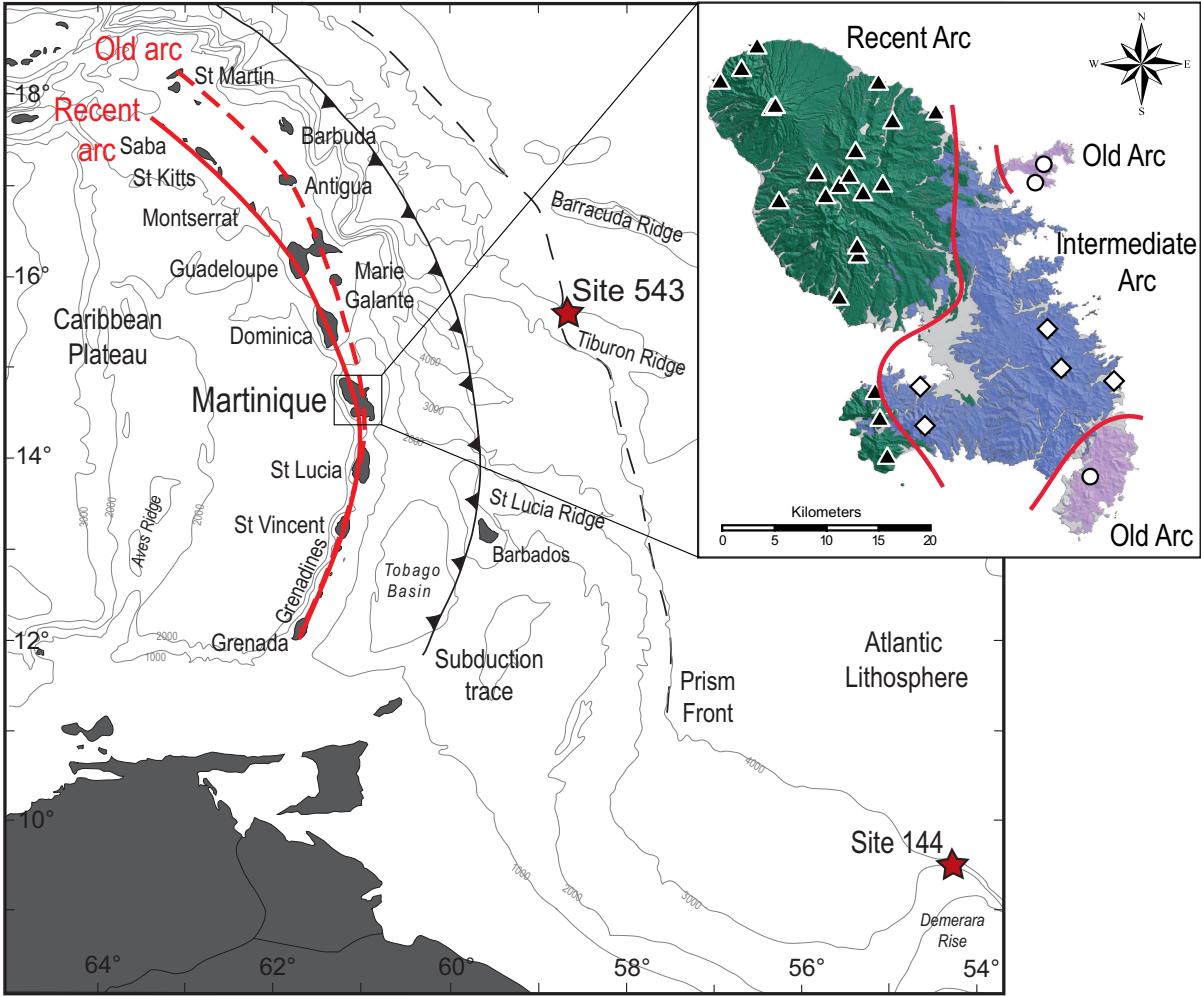 Old arc
St Martin
18°
Recent
arc
Saba
St Kitts
Barbuda
Antigua
Montserrat
Barracuda Ridge
16°
Guadeloupe
Marie
Galante
Site 543
Caribbean
Plateau
Dominica
Tiburon Ridge
4000
Martinique
3000
2000
14°
St Lucia
3000
2000
2000
Aves Ridge
St Vincent
St Lucia Ridge
Barbados
Grenadines
Tobago
Basin
12°
2000
1000
Grenada
Subduction
trace
Atlantic
Lithosphere
Prism
Front
4000
10°
Site 144
1000
2000
3000
Demerara
Rise
64°
62°
60°
58°
56°
54°
Recent Arc
N
W
E
S
Old Arc
Intermediate
Arc
Kilometers
0
5
10
15
20
Old Arc